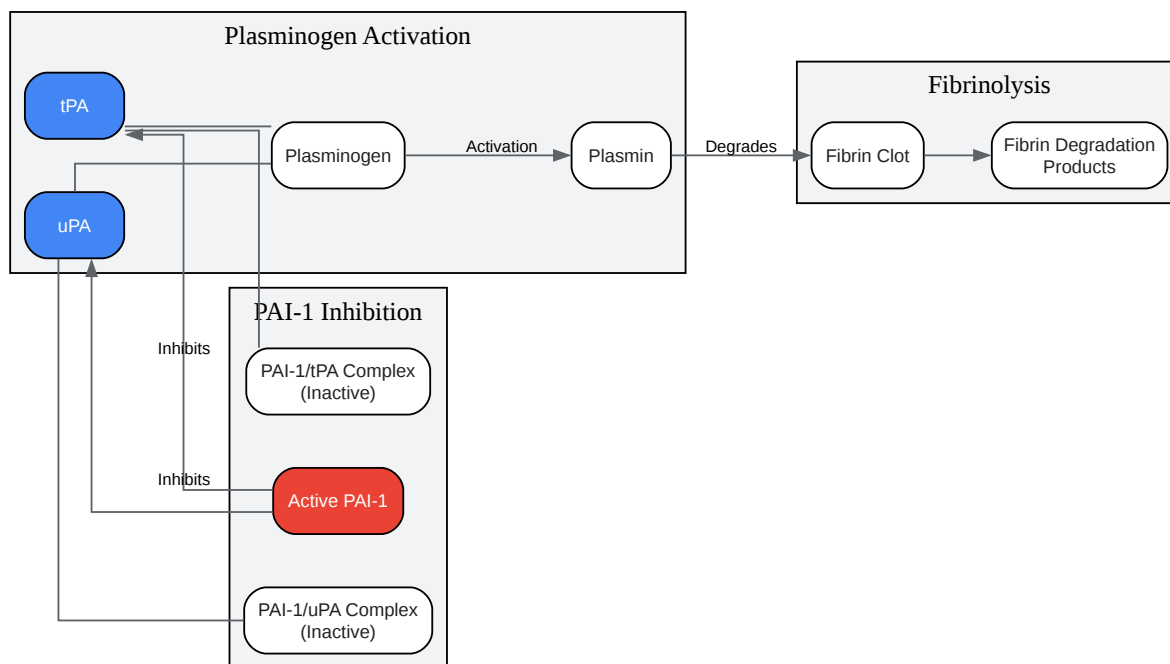 Plasminogen Activation
tPA
uPA
Plasminogen
Activation
Plasmin
Degrades
Fibrinolysis
Fibrin Clot
Fibrin Degradation
Products
PAI-1 Inhibition
Inhibits
PAI-1/tPA Complex
(Inactive)
Inhibits
Active PAI-1
PAI-1/uPA Complex
(Inactive)